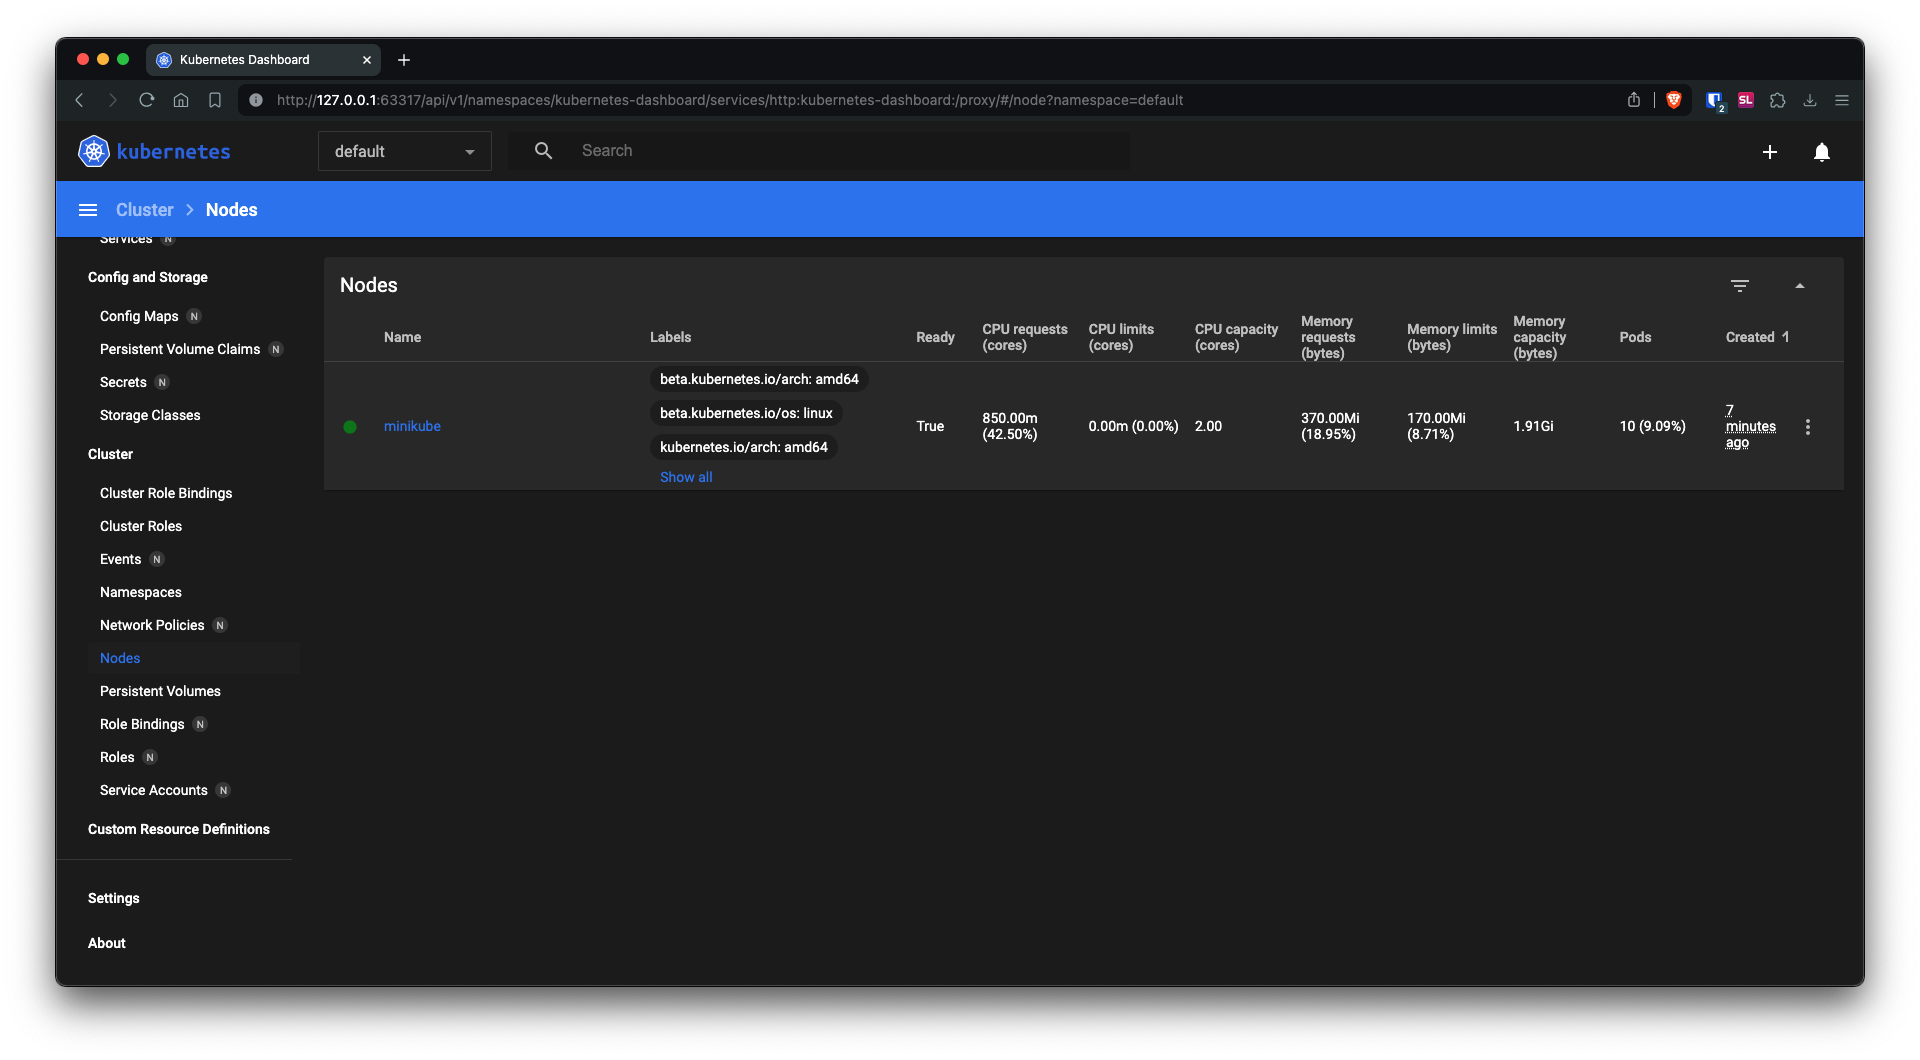 Kubernetes Dashboard
http://127.0.0.1:63317/api/v1/namespaces/kubernetes-dashboard/services/http:kubernetes-dashboard:/proxy/#/node?namespace=default
2
SL
kubernetes
default
Search
Cluster > Nodes
Services N
Config and Storage
Config Maps N
Persistent Volume Claims N
Secrets N
Storage Classes
Cluster
Cluster Role Bindings
Cluster Roles
Events N
Namespaces
Network Policies N
Nodes
Persistent Volumes
Role Bindings N
Roles N
Service Accounts N
Custom Resource Definitions
Settings
About
Nodes
Name
Labels
Ready
CPU requests
(cores)
CPU limits
(cores)
CPU capacity
(cores)
Memory
requests
(bytes)
Memory limits
(bytes)
Memory
capacity
(bytes)
Pods
Created
minikube
beta.kubernetes.io/arch: amd64
beta.kubernetes.io/os: linux
kubernetes.io/arch: amd64
Show all
True
850.00m
(42.50%)
0.00m (0.00%)
2.00
370.00Mi
(18.95%)
170.00Mi
(8.71%)
1.91Gi
10 (9.09%)
7
minutes
ago